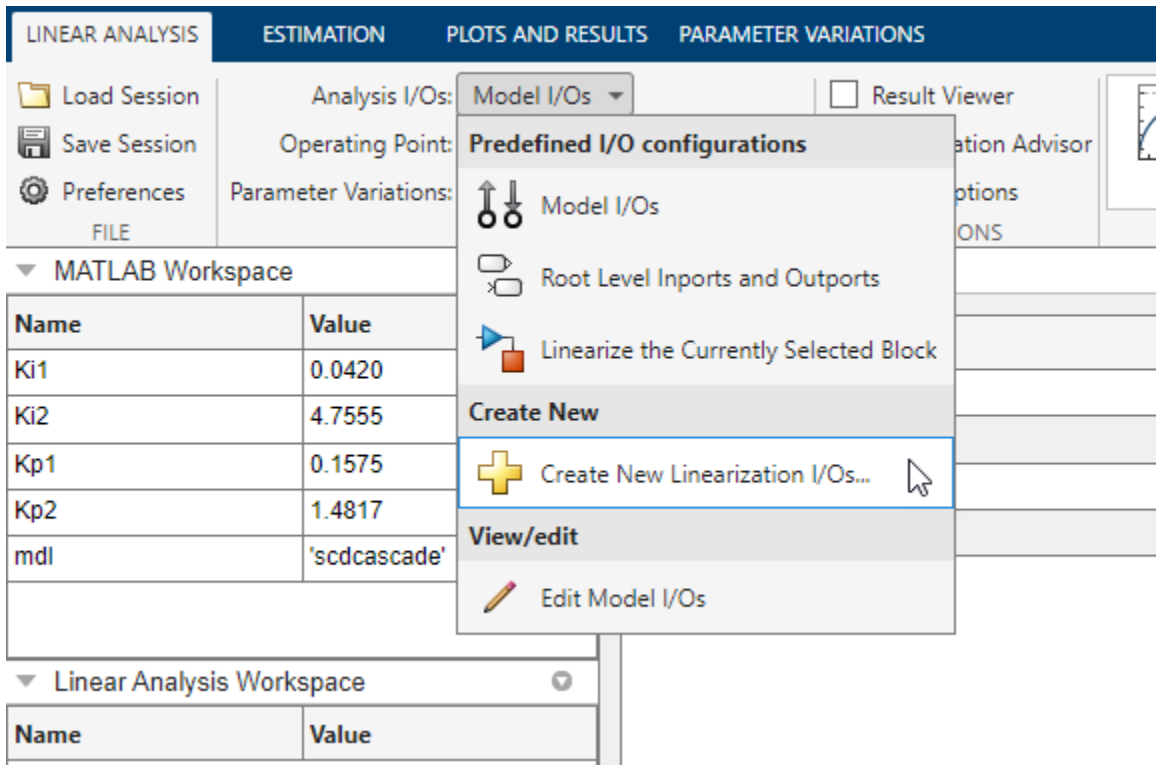 LINEAR ANALYSIS ESTIMATION PLOTS AND RESULTS PARAMETER VARIATIONS
Load Session
Save Session
Preferences
FILE
Analysis I/Os: Model I/Os
Operating Point:
Parameter Variations:
Result Viewer
ation Advisor
ptions
ONS
Predefined I/O configurations
Model I/Os
Root Level Inports and Outports
Linearize the Currently Selected Block
Create New
Create New Linearization I/Os...
View/edit
Edit Model I/Os
MATLAB Workspace
Name Value
Ki1 0.0420
Ki2 4.7555
Kp1 0.1575
Kp2 1.4817
mdl 'scdcascade'
Linear Analysis Workspace
Name Value